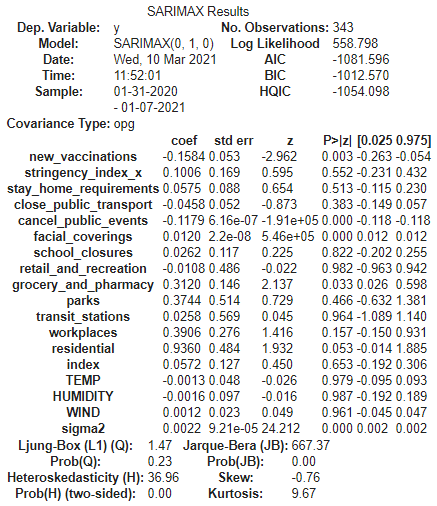 SARIMAX Results
Dep. Variable: y No. Observations: 343
Model: SARIMAX(0, 1, 0) Log Likelihood 558.798
Date: Wed, 10 Mar 2021 AIC -1081.596
Time: 11:52:01 BIC -1012.570
Sample: 01-31-2020 HQIC -1054.098
- 01-07-2021
Covariance Type: opg
coef std err z P>|z| [0.025 0.975]
new_vaccinations -0.1584 0.053 -2.962 0.003 -0.263 -0.054
stringency_index_x 0.1006 0.169 0.595 0.552 -0.231 0.432
stay_home_requirements 0.0575 0.088 0.654 0.513 -0.115 0.230
close_public_transport -0.0458 0.052 -0.873 0.383 -0.149 0.057
cancel_public_events -0.1179 6.16e-07 -1.91e+05 0.000 -0.118 -0.118
facial_coverings 0.0120 2.2e-08 5.46e+05 0.000 0.012 0.012
school_closures 0.0262 0.117 0.225 0.822 -0.202 0.255
retail_and_recreation -0.0108 0.486 -0.022 0.982 -0.963 0.942
grocery_and_pharmacy 0.3120 0.146 2.137 0.033 0.026 0.598
parks 0.3744 0.514 0.729 0.466 -0.632 1.381
transit_stations 0.0258 0.569 0.045 0.964 -1.089 1.140
workplaces 0.3906 0.276 1.416 0.157 -0.150 0.931
residential 0.9360 0.484 1.932 0.053 -0.014 1.885
index 0.0572 0.127 0.450 0.653 -0.192 0.306
TEMP -0.0013 0.048 -0.026 0.979 -0.095 0.093
HUMIDITY -0.0016 0.097 -0.016 0.987 -0.192 0.189
WIND 0.0012 0.023 0.049 0.961 -0.045 0.047
sigma2 0.0022 9.21e-05 24.212 0.000 0.002 0.002
Ljung-Box (L1) (Q): 1.47 Jarque-Bera (JB): 667.37
Prob(Q): 0.23 Prob(JB): 0.00
Heteroskedasticity (H): 36.96 Skew: -0.76
Prob(H) (two-sided): 0.00 Kurtosis: 9.67